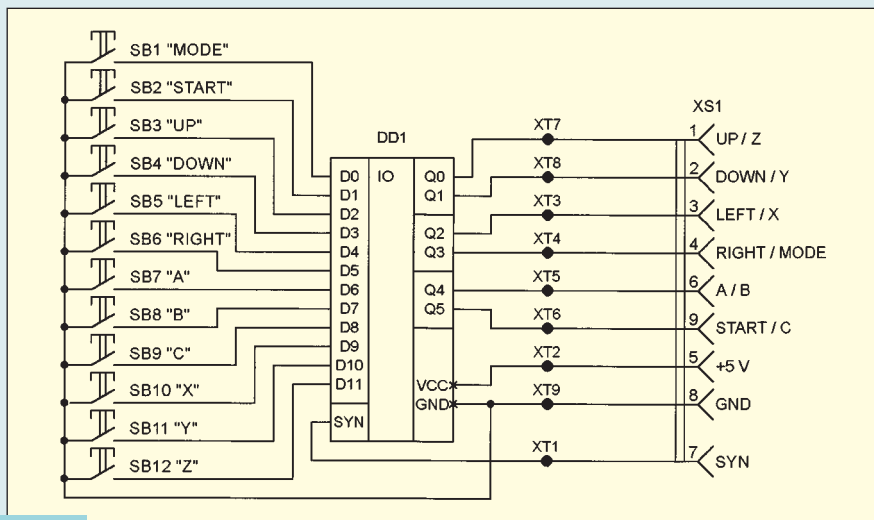 SB1 "MODE"
SB2 "START"
SB3 "UP"
SB4 "DOWN"
SB5 "LEFT"
SB6 "RIGHT"
SB7 "A"
SB8 "B"
SB9 "C"
SB10 "X"
SB11 "Y"
SB12 "Z"
DD1
IO
D0
D1
D2
D3
D4
D5
D6
D7
D8
D9
D10
D11
SYN
Q0
Q1
Q2
Q3
Q4
Q5
VCC
GND
XT7
XT8
XT3
XT4
XT5
XT6
XT2
XT9
XT1
XS1
1 UP / Z
2 DOWN / Y
3 LEFT / X
4 RIGHT / MODE
6 A / B
9 START / C
5 +5 V
8 GND
7 SYN